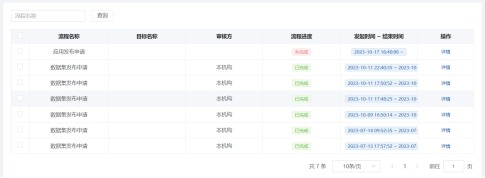 流程名称 查询
流程名称 目标名称 审核方 流程进度 发起时间 ~ 结束时间 操作
应用发布申请 未完成 2023-10-17 16:40:06 ~ 详情
数据集发布申请 本机构 已完成 2023-10-11 22:40:35 ~ 2023-10- 详情
数据集发布申请 本机构 已完成 2023-10-11 17:50:52 ~ 2023-10- 详情
数据集发布申请 本机构 已完成 2023-10-11 17:48:25 ~ 2023-10- 详情
数据集发布申请 本机构 已完成 2023-10-09 16:50:14 ~ 2023-10- 详情
数据集发布申请 本机构 已完成 2023-07-14 09:52:35 ~ 2023-07- 详情
数据集发布申请 本机构 已完成 2023-07-13 17:57:52 ~ 2023-07- 详情
共 7 条 10条/页 1 前往 1 页